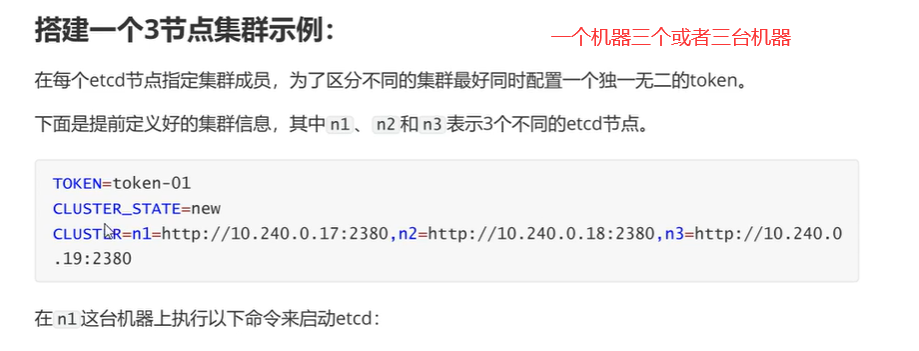 搭建一个3节点集群示例：
一个机器三个或者三台机器
在每个etcd节点指定集群成员，为了区分不同的集群最好同时配置一个独一无二的token。
下面是提前定义好的集群信息，其中n1、n2和n3表示3个不同的etcd节点。
TOKEN=token-01
CLUSTER_STATE=new
CLUSTER=n1=http://10.240.0.17:2380,n2=http://10.240.0.18:2380,n3=http://10.240.0
.19:2380
在n1这台机器上执行以下命令来启动etcd：